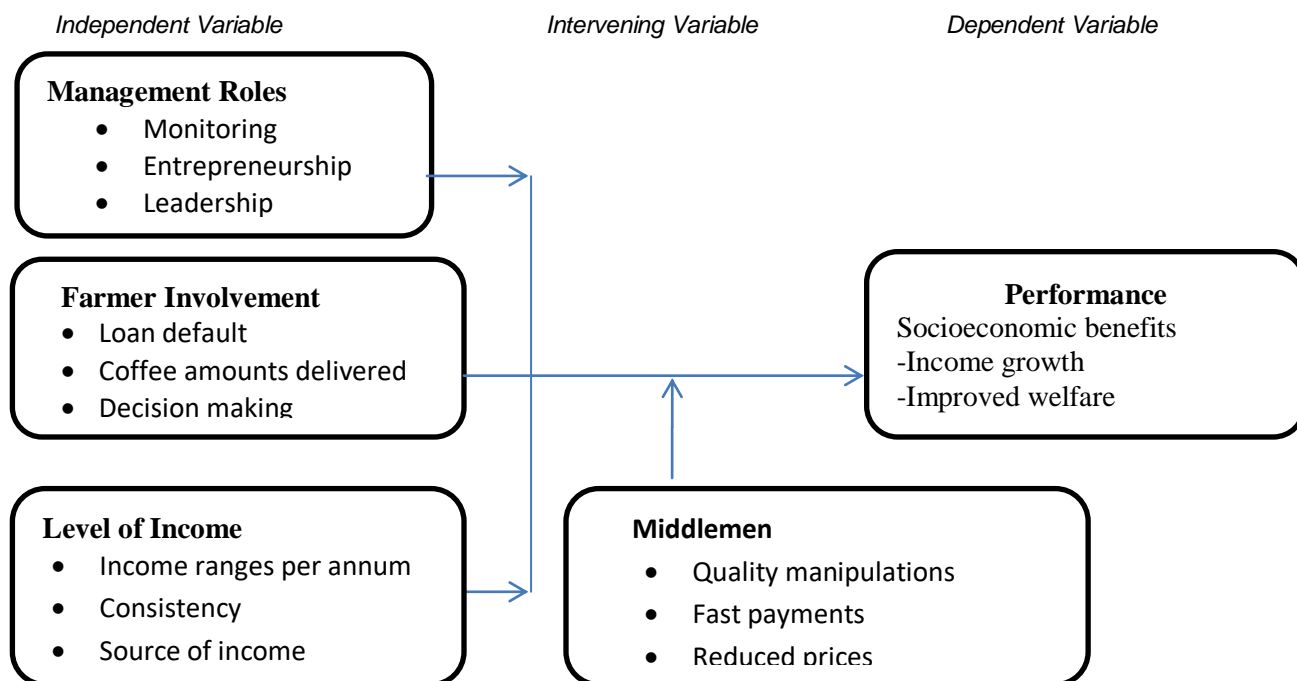 Independent Variable
Intervening Variable
Dependent Variable
Management Roles
• Monitoring
• Entrepreneurship
• Leadership
Farmer Involvement
• Loan default
• Coffee amounts delivered
• Decision making
Level of Income
• Income ranges per annum
• Consistency
• Source of income
Middlemen
• Quality manipulations
• Fast payments
• Reduced prices
Performance
Socioeconomic benefits
-Income growth
-Improved welfare